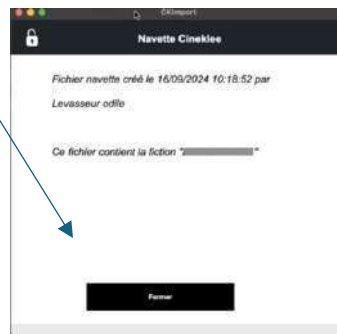 CKImport
Navette Cineklee
Fichier navette créé le 16/09/2024 10:18:52 par
Levasseur odile
Ce fichier contient la fiction " "
Fermer